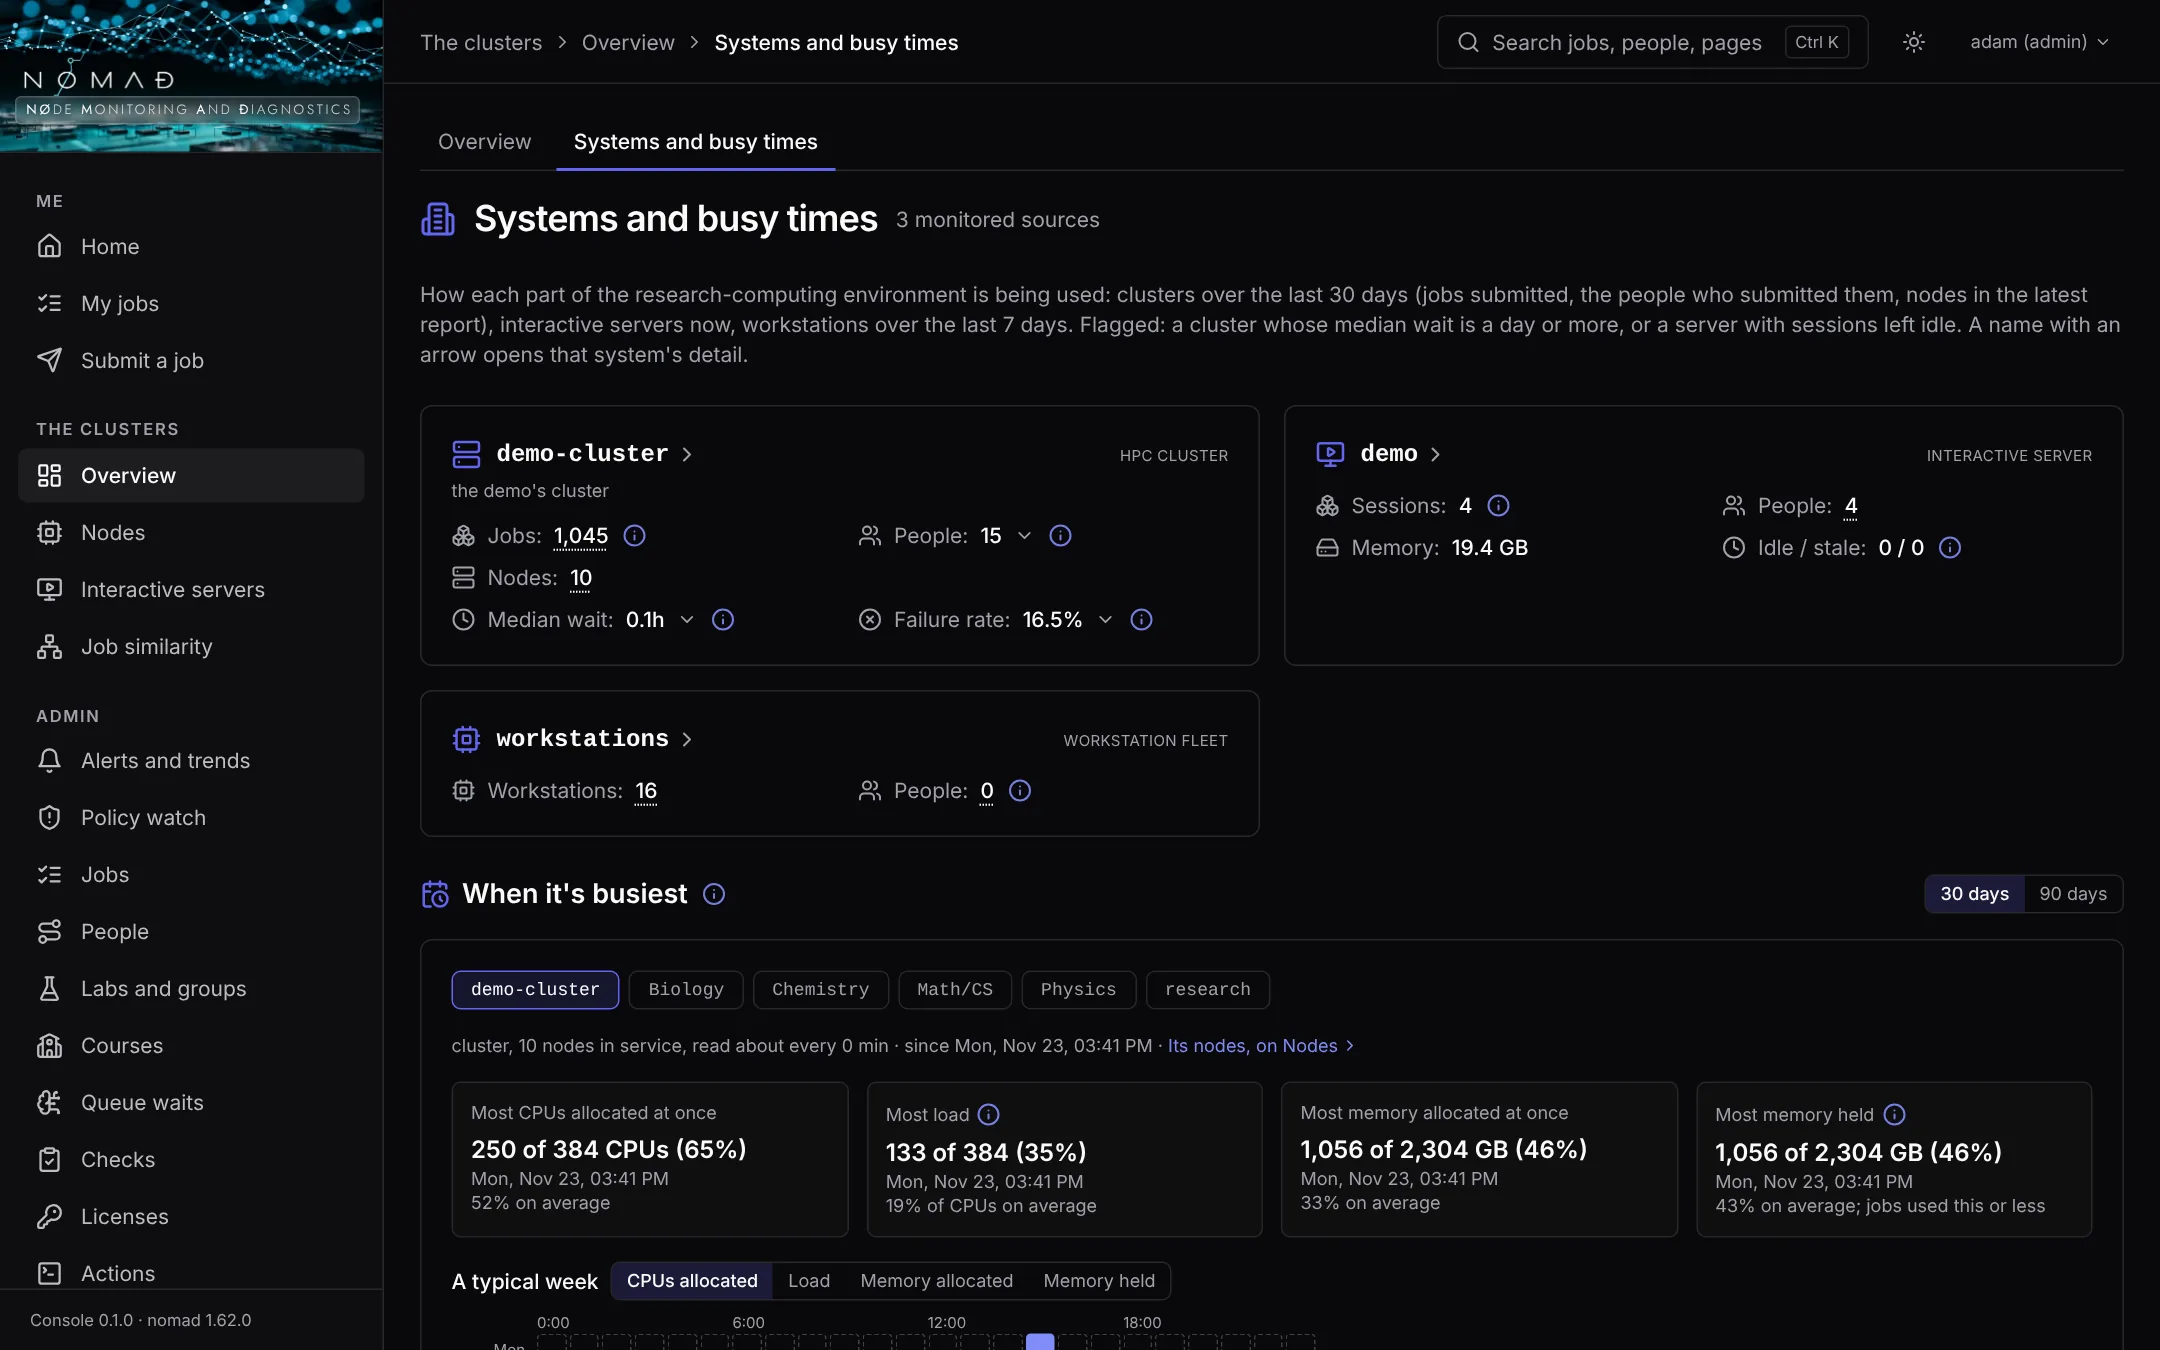 NØMAÐ
NØDE MONITORING AND ÐIAGNOSTICS
The clusters > Overview > Systems and busy times
Search jobs, people, pages Ctrl K
adam (admin)
ME
Home
My jobs
Submit a job
THE CLUSTERS
Overview
Nodes
Interactive servers
Job similarity
ADMIN
Alerts and trends
Policy watch
Jobs
People
Labs and groups
Courses
Queue waits
Checks
Licenses
Actions
Console 0.1.0 · nomad 1.62.0
Overview Systems and busy times
Systems and busy times 3 monitored sources
How each part of the research-computing environment is being used: clusters over the last 30 days (jobs submitted, the people who submitted them, nodes in the latest
report), interactive servers now, workstations over the last 7 days. Flagged: a cluster whose median wait is a day or more, or a server with sessions left idle. A name with an
arrow opens that system's detail.
demo-cluster > HPC CLUSTER
the demo's cluster
Jobs: 1,045 People: 15
Nodes: 10
Median wait: 0.1h Failure rate: 16.5%
demo > INTERACTIVE SERVER
Sessions: 4 People: 4
Memory: 19.4 GB Idle / stale: 0 / 0
workstations > WORKSTATION FLEET
Workstations: 16 People: 0
When it's busiest 30 days 90 days
demo-cluster Biology Chemistry Math/CS Physics research
cluster, 10 nodes in service, read about every 0 min · since Mon, Nov 23, 03:41 PM · Its nodes, on Nodes >
Most CPUs allocated at once
250 of 384 CPUs (65%)
Mon, Nov 23, 03:41 PM
52% on average
Most load
133 of 384 (35%)
Mon, Nov 23, 03:41 PM
19% of CPUs on average
Most memory allocated at once
1,056 of 2,304 GB (46%)
Mon, Nov 23, 03:41 PM
33% on average
Most memory held
1,056 of 2,304 GB (46%)
Mon, Nov 23, 03:41 PM
43% on average; jobs used this or less
A typical week CPUs allocated Load Memory allocated Memory held
0:00 6:00 12:00 18:00
Mon